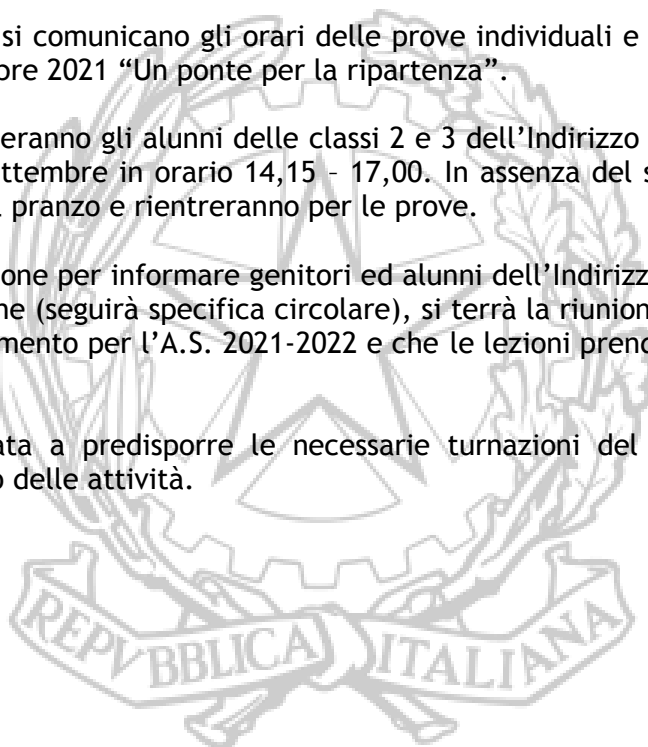 si comunicano gli orari delle prove individuali e
bre 2021 “Un ponte per la ripartenza”.
eranno gli alunni delle classi 2 e 3 dell’Indirizzo
ttembre in orario 14,15 – 17,00. In assenza del s
pranzo e rientreranno per le prove.
one per informare genitori ed alunni dell’Indirizz
ne (seguirà specifica circolare), si terrà la riunion
mento per l’A.S. 2021-2022 e che le lezioni prend
ata a predisporre le necessarie turnazioni del
o delle attività.
REPVBBLICA ITALIANA